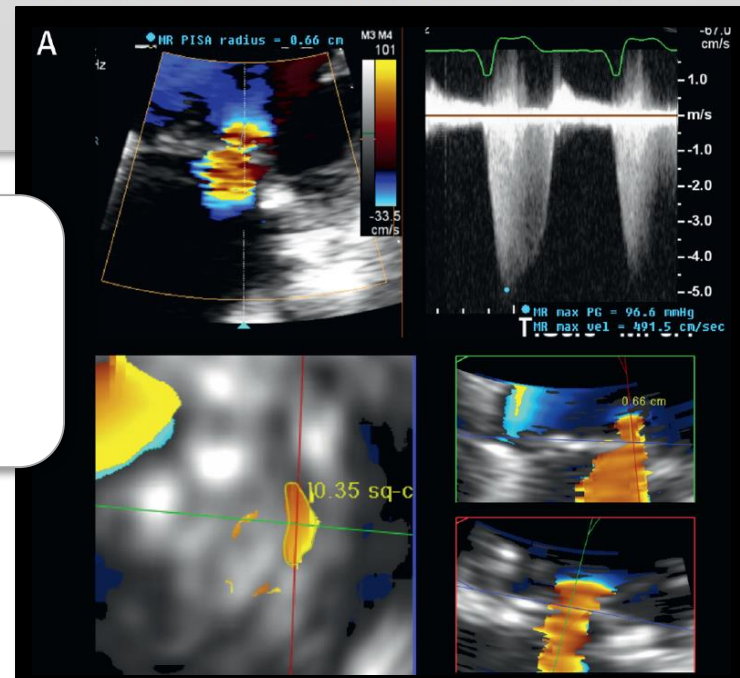 A
MR PISA radius = 0.66 cm
M3 M4
101
Hz
-33.5
cm/s
-67.0
cm/s
1.0
m/s
-1.0
-2.0
-3.0
-4.0
-5.0
MR max PG = 96.6 mmHg
MR max vel = 491.5 cm/sec
0.35 sq-c
0.66 cm